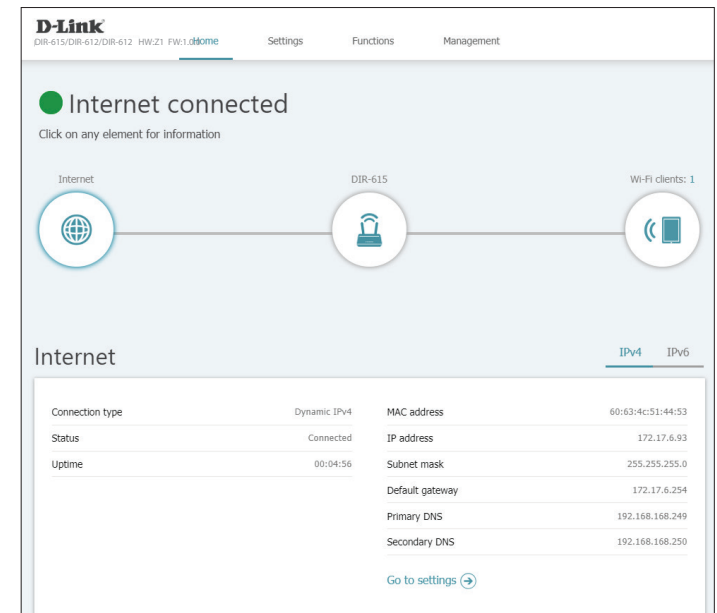 D-Link
DIR-615/DIR-612/DIR-612 HW:Z1 FW:1.0 Home Settings Functions Management
Internet connected
Click on any element for information
Internet DIR-615 Wi-Fi clients: 1
Internet IPv4 IPv6
Connection type Dynamic IPv4 MAC address 60:63:4c:51:44:53
Status Connected IP address 172.17.6.93
Uptime 00:04:56 Subnet mask 255.255.255.0
Default gateway 172.17.6.254
Primary DNS 192.168.168.249
Secondary DNS 192.168.168.250
Go to settings